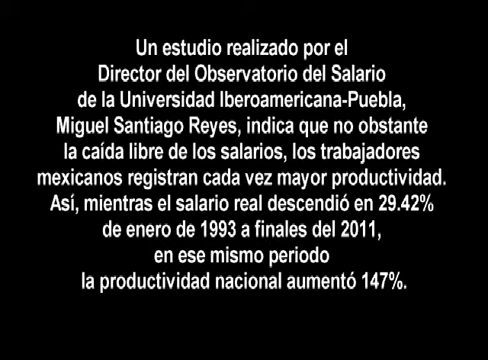 Un estudio realizado por el
Director del Observatorio del Salario
de la Universidad Iberoamericana-Puebla,
Miguel Santiago Reyes, indica que no obstante
la caída libre de los salarios, los trabajadores
mexicanos registran cada vez mayor productividad.
Así, mientras el salario real descendió en 29.42%
de enero de 1993 a finales del 2011,
en ese mismo periodo
la productividad nacional aumentó 147%.